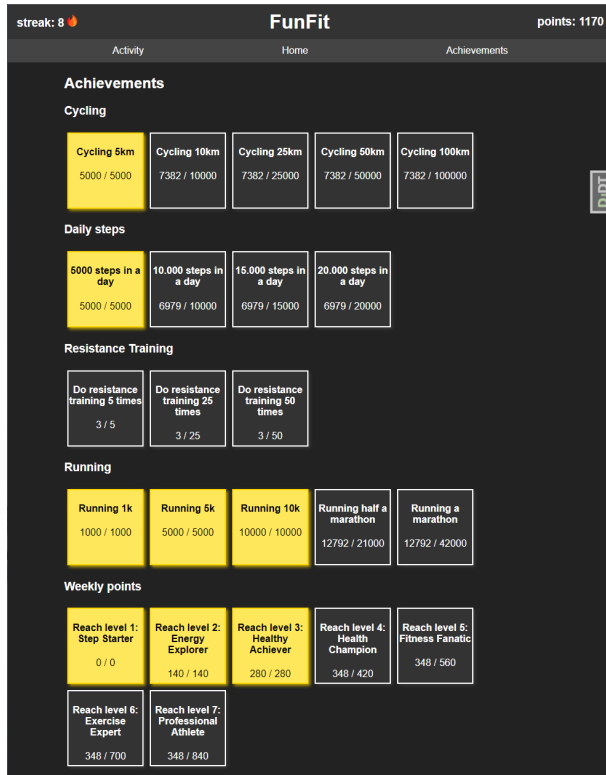 streak: 8🔥
FunFit
points: 1170
Activity
Home
Achievements
Achievements
Cycling
Cycling 5km
5000 / 5000
Cycling 10km
7382 / 10000
Cycling 25km
7382 / 25000
Cycling 50km
7382 / 50000
Cycling 100km
7382 / 100000
DjDT
Daily steps
5000 steps in a
day
5000 / 5000
10.000 steps in
a day
6979 / 10000
15.000 steps in
a day
6979 / 15000
20.000 steps in
a day
6979 / 20000
Resistance Training
Do resistance
training 5 times
3 / 5
Do resistance
training 25
times
3 / 25
Do resistance
training 50
times
3 / 50
Running
Running 1k
1000 / 1000
Running 5k
5000 / 5000
Running 10k
10000 / 10000
Running half a
marathon
12792 / 21000
Running a
marathon
12792 / 42000
Weekly points
Reach level 1:
Step Starter
0 / 0
Reach level 2:
Energy
Explorer
140 / 140
Reach level 3:
Healthy
Achiever
280 / 280
Reach level 4:
Health
Champion
348 / 420
Reach level 5:
Fitness Fanatic
348 / 560
Reach level 6:
Exercise
Expert
348 / 700
Reach level 7:
Professional
Athlete
348 / 840